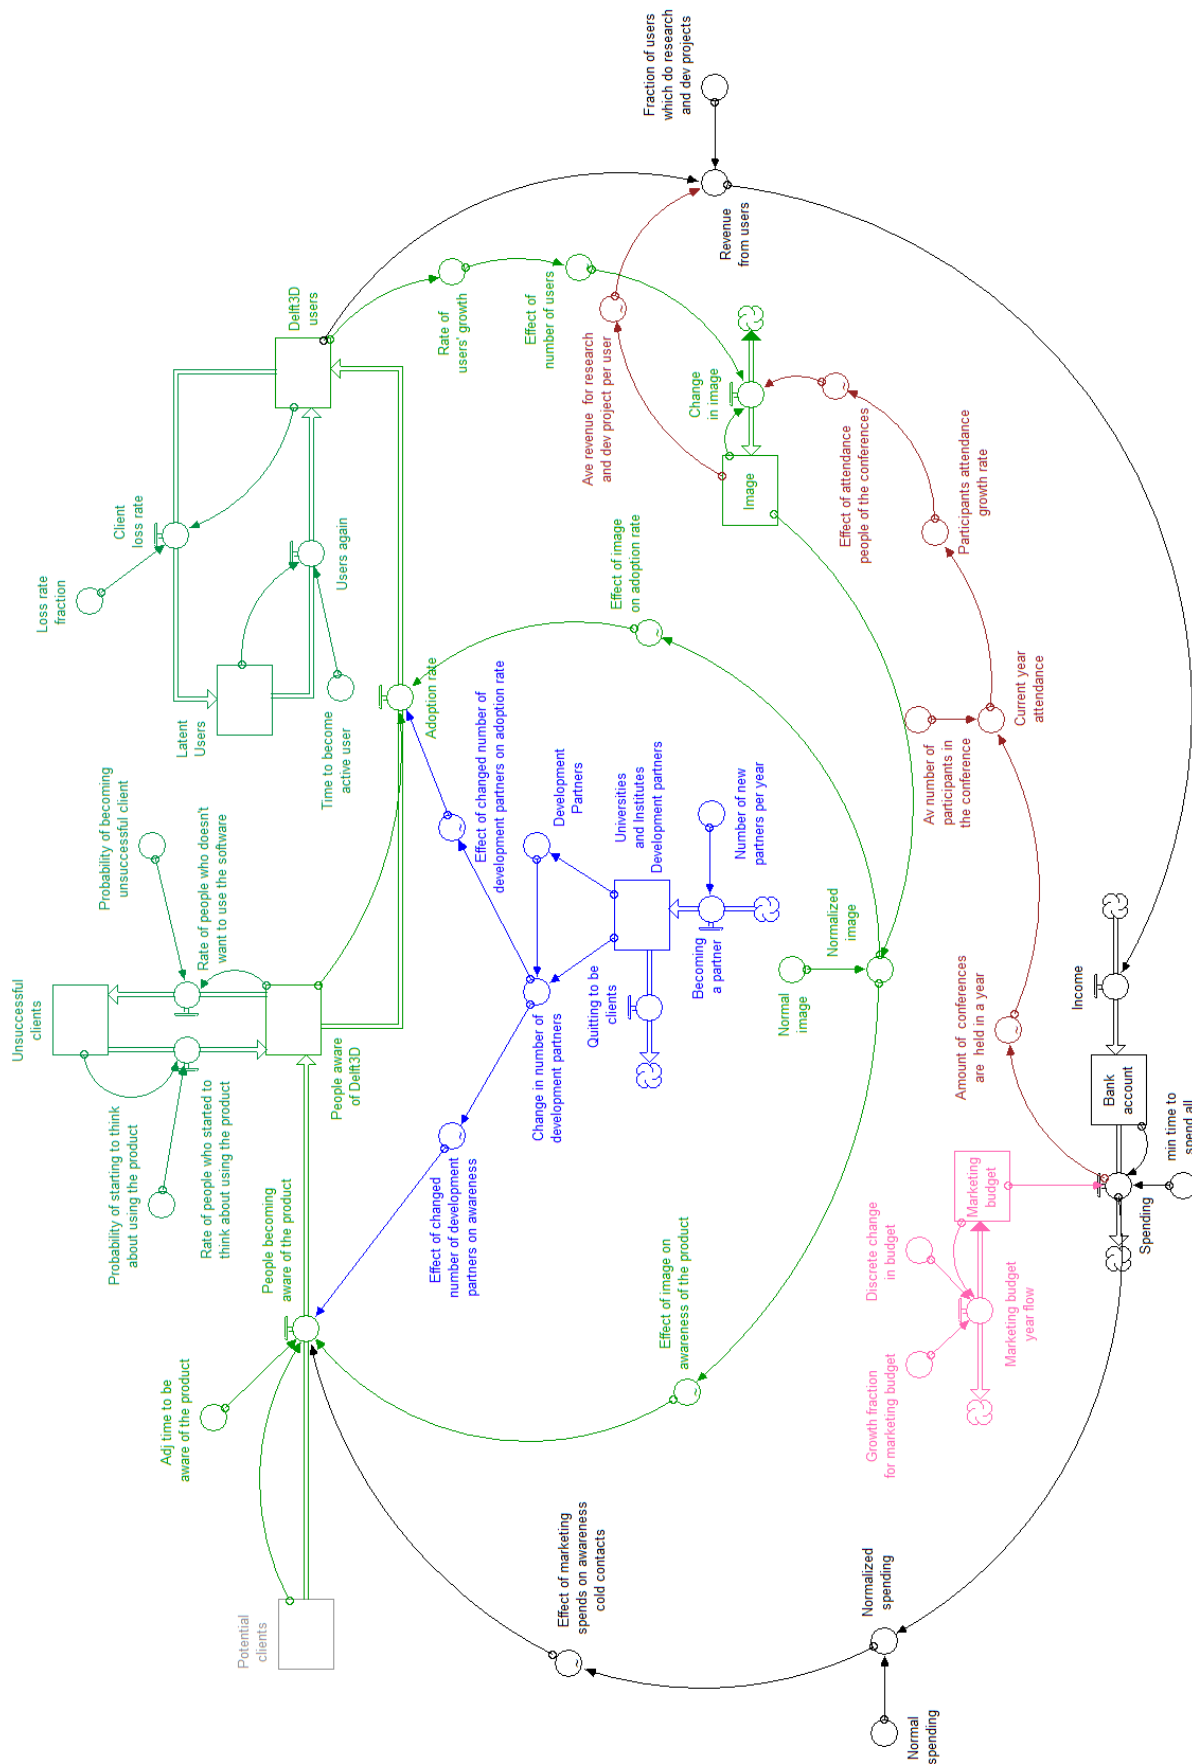 Potential
clients
Adj time to be
aware of the product
People becoming
aware of the product
Probability of starting to think
about using the product
Rate of people who started to
think about using the product
Unsuccessful
clients
Probability of becoming
unsuccessful client
Rate of people who doesn't
want to use the software
People aware
of Delft3D
Latent
Users
Time to become
active user
Loss rate
fraction
Client
loss rate
Users again
Delft3D
users
Adoption rate
Rate of
users' growth
Effect of
number of users
Fraction of users
which do research
and dev projects
Revenue
from users
Ave revenue for research
and dev project per user
Change
in image
Image
Effect of image
on adoption rate
Effect of changed number of
development partners on adoption rate
Development
Partners
Universities
and Institutes
Development partners
Number of new
partners per year
Becoming
a partner
Quitting to be
clients
Change in number of
development partners
Effect of changed
number of development
partners on awareness
Normal
image
Normalized
image
Effect of image on
awareness of the product
Effect of attendance
people of the conferences
Participants attendance
growth rate
Current year
attendance
Av number of
participants in
the conference
Amount of conferences
are held in a year
Income
Bank
account
min time to
spend all
Spending
Marketing
budget
Discrete change
in budget
Marketing budget
year flow
Growth fraction
for marketing budget
Effect of marketing
spends on awareness
cold contacts
Normalized
spending
Normal
spending